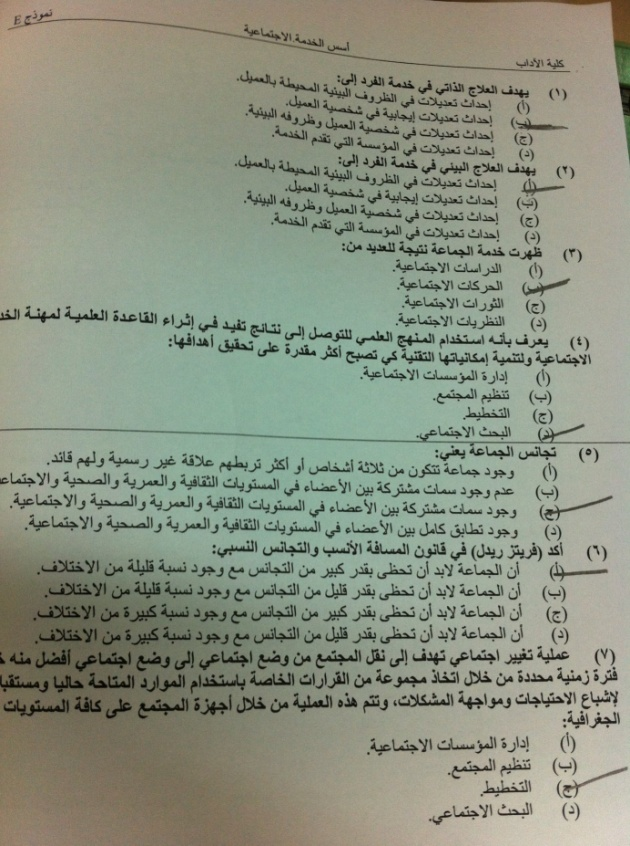 نموذج E
أسس الخدمة الاجتماعية
كلية الآداب
(١) يهدف العلاج الذاتي في خدمة الفرد إلى:
(أ) إحداث تعديلات في الظروف البيئية المحيطة بالعميل.
(ب) إحداث تعديلات إيجابية في شخصية العميل.
(ج) إحداث تعديلات في شخصية العميل وظروفه البيئية.
(د) إحداث تعديلات في المؤسسة التي تقدم الخدمة.
(٢) يهدف العلاج البيئي في خدمة الفرد إلى:
(أ) إحداث تعديلات في الظروف البيئية المحيطة بالعميل.
(ب) إحداث تعديلات إيجابية في شخصية العميل.
(ج) إحداث تعديلات في شخصية العميل وظروفه البيئية.
(د) إحداث تعديلات في المؤسسة التي تقدم الخدمة.
(٣) ظهرت خدمة الجماعة نتيجة للعديد من:
(أ) الدراسات الاجتماعية.
(ب) الحركات الاجتماعية.
(ج) الثورات الاجتماعية.
(د) النظريات الاجتماعية.
(٤) يعرف بأنه استخدام المنهج العلمي للتوصل إلى نتائج تفيد في إثراء القاعدة العلمية لمهنة
الاجتماعية ولتنمية إمكانياتها التقنية كي تصبح أكثر مقدرة على تحقيق أهدافها:
(أ) إدارة المؤسسات الاجتماعية.
(ب) تنظيم المجتمع.
(ج) التخطيط.
(د) البحث الاجتماعي.
(٥) تجانس الجماعة يعني:
(أ) وجود جماعة تتكون من ثلاثة أشخاص أو أكثر تربطهم علاقة غير رسمية ولهم قائد.
(ب) عدم وجود سمات مشتركة بين الأعضاء في المستويات الثقافية والعمرية والصحية
(ج) وجود سمات مشتركة بين الأعضاء في المستويات الثقافية والعمرية والصحية والاجتماعية.
(د) وجود تطابق كامل بين الأعضاء في المستويات الثقافية والعمرية والصحية والاجتماعية.
(٦) أكد (فريتز ريدل) في قانون المسافة الأنسب والتجانس النسبي:
(أ) أن الجماعة لابد أن تحظى بقدر كبير من التجانس مع وجود نسبة قليلة من الاختلاف.
(ب) أن الجماعة لابد أن تحظى بقدر قليل من التجانس مع وجود نسبة قليلة من الاختلاف.
(ج) أن الجماعة لابد أن تحظى بقدر كبير من التجانس مع وجود نسبة كبيرة من الاختلاف.
(د) أن الجماعة لابد أن تحظى بقدر قليل من التجانس مع وجود نسبة كبيرة من الاختلاف.
(٧) عملية تغيير اجتماعي تهدف إلى نقل المجتمع من وضع اجتماعي إلى وضع اجتماعي أفضل منه
فترة زمنية محددة من خلال اتخاذ مجموعة من القرارات الخاصة باستخدام الموارد المتاحة حاليا
لإشباع الاحتياجات ومواجهة المشكلات، وتتم هذه العملية من خلال أجهزة المجتمع على كافة المستويات
الجغرافية:
(أ) إدارة المؤسسات الاجتماعية.
(ب) تنظيم المجتمع.
(ج) التخطيط.
(د) البحث الاجتماعي.